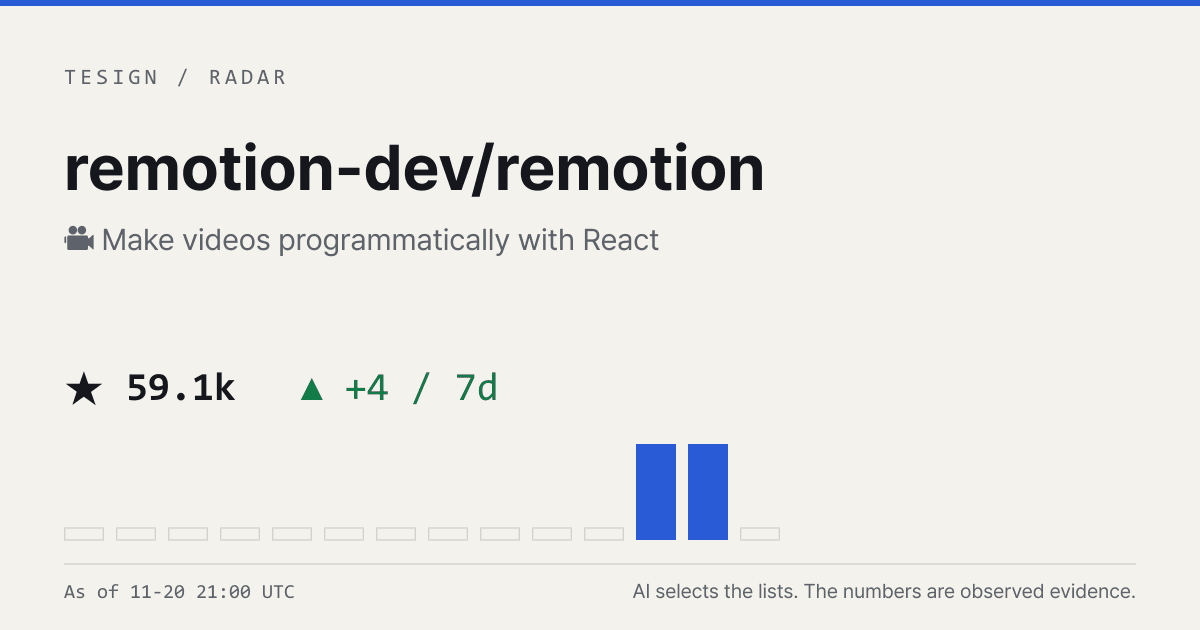 TESIGN / RADAR
remotion-dev/remotion
🎥 Make videos programmatically with React
★ 59.1k ▲ +4 / 7d
As of 11-20 21:00 UTC
AI selects the lists. The numbers are observed evidence.